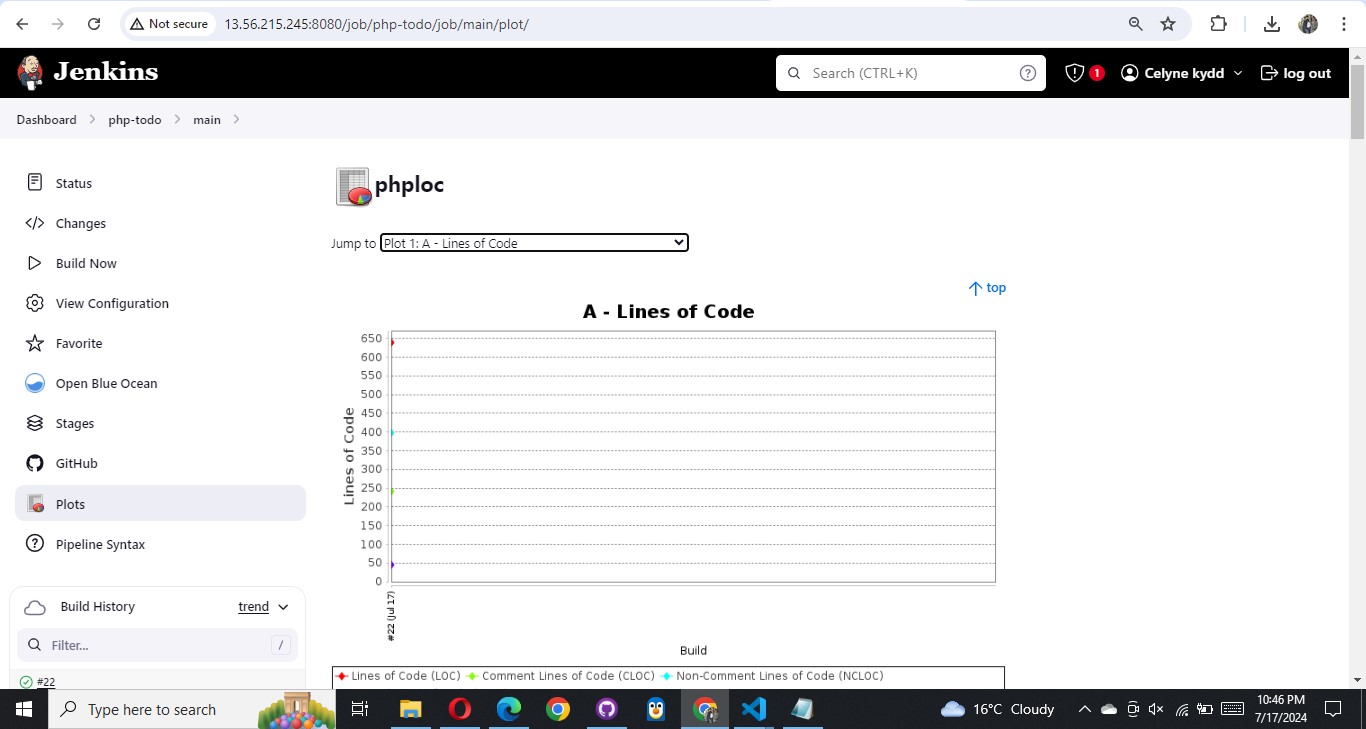 Not secure
13.56.215.245:8080/job/php-todo/job/main/plot/
Jenkins
Search (CTRL+K)
?
1
Celyne kydd
log out
Dashboard
php-todo
main
Status
Changes
Build Now
View Configuration
Favorite
Open Blue Ocean
Stages
GitHub
Plots
Pipeline Syntax
Build History
trend
Filter...
/
#22
phploc
Jump to
Plot 1: A - Lines of Code
top
A - Lines of Code
650
600
550
500
450
400
350
300
250
200
150
100
50
0
Lines of Code
#22 (Jul 17)
Build
Lines of Code (LOC)
Comment Lines of Code (CLOC)
Non-Comment Lines of Code (NCLOC)
Type here to search
16°C Cloudy
10:46 PM
7/17/2024